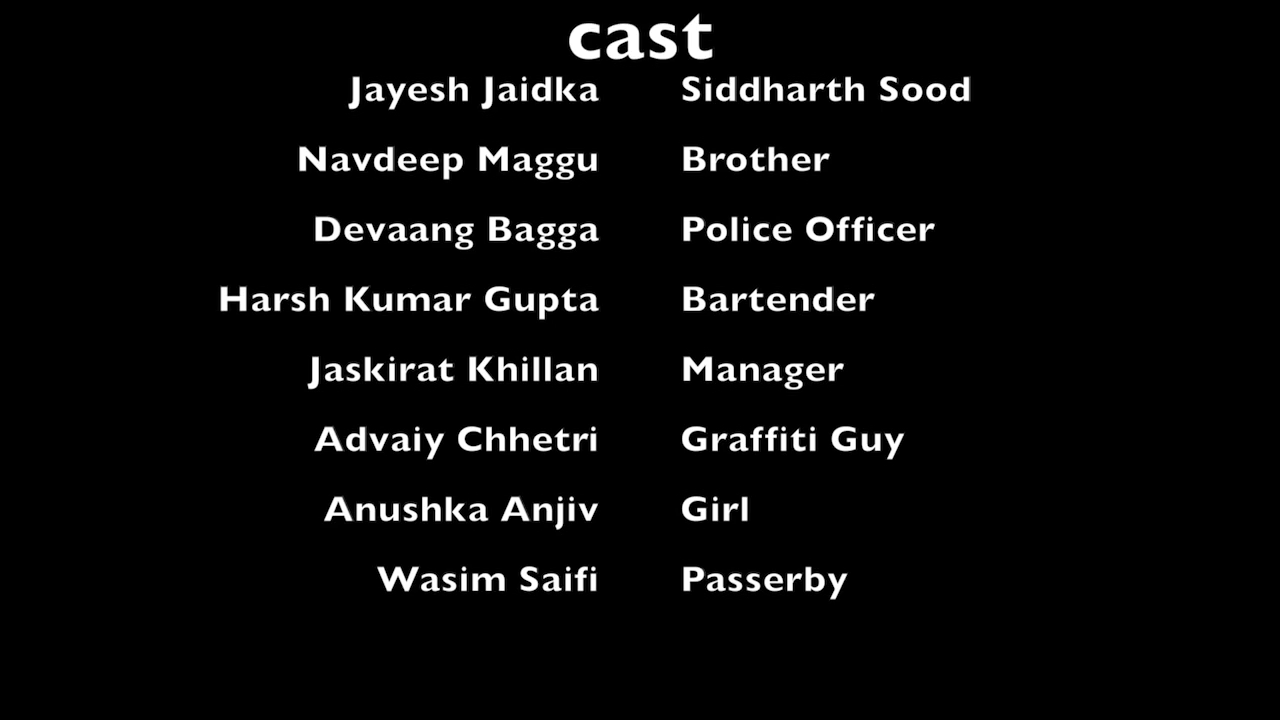 cast
Jayesh Jaidka Siddharth Sood
Navdeep Maggu Brother
Devaang Bagga Police Officer
Harsh Kumar Gupta Bartender
Jaskirat Khillan Manager
Advaiy Chhetri Graffiti Guy
Anushka Anjiv Girl
Wasim Saifi Passerby